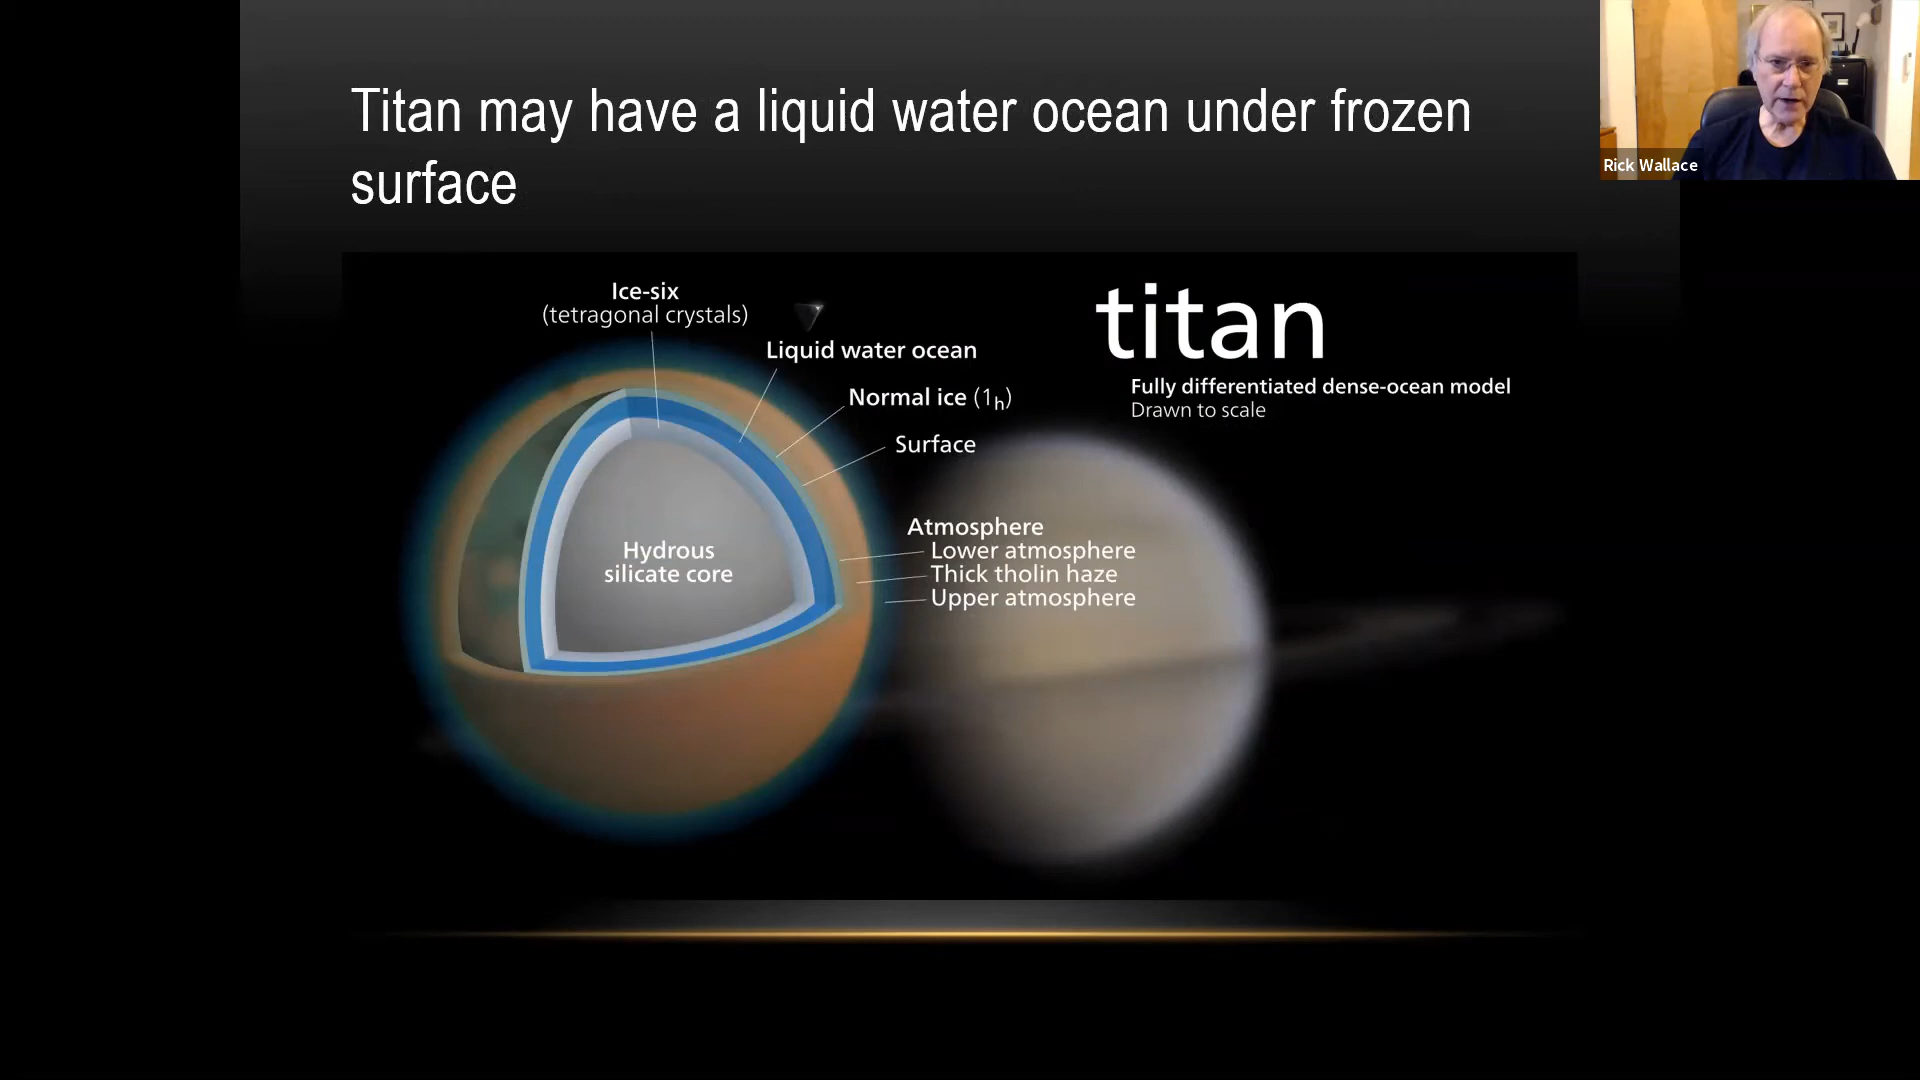 Titan may have a liquid water ocean under frozen
surface
Rick Wallace
Ice-six
(tetragonal crystals)
Liquid water ocean
Normal ice (1h)
Surface
titan
Fully differentiated dense-ocean model
Drawn to scale
Hydrous
silicate core
Atmosphere
Lower atmosphere
Thick tholin haze
Upper atmosphere